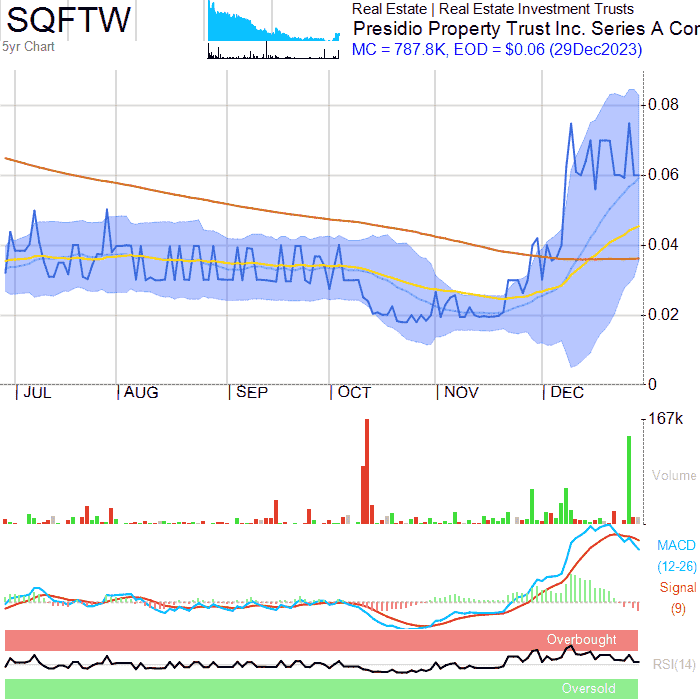 SQFTW
5yr Chart
Real Estate | Real Estate Investment Trusts
Presidio Property Trust Inc. Series A Cor
MC = 787.8K, EOD = $0.06 (29Dec2023)
0.08
0.06
0.04
0.02
0
JUL AUG SEP OCT NOV DEC
167k
Volume
MACD
(12-26)
Signal
(9)
Overbought
RSI(14)
Oversold